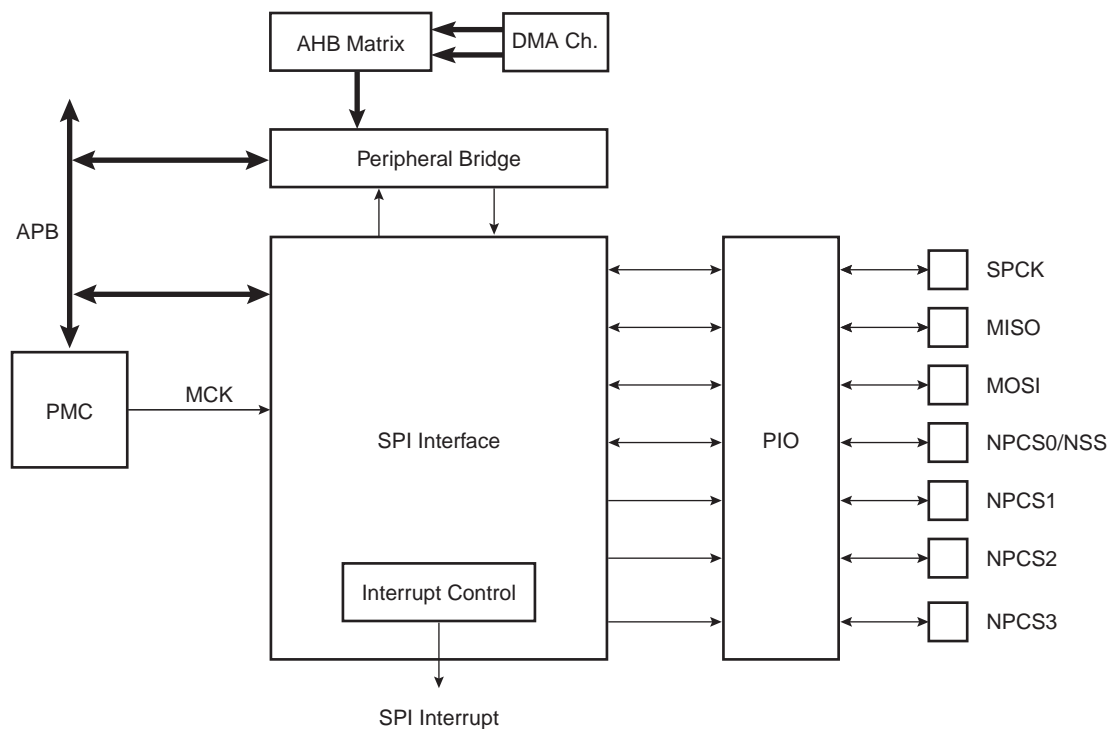 AHB Matrix
DMA Ch.
Peripheral Bridge
APB
SPCK
MISO
MCK
MOSI
PMC
SPI Interface
PIO
NPCS0/NSS
NPCS1
NPCS2
Interrupt Control
NPCS3
SPI Interrupt